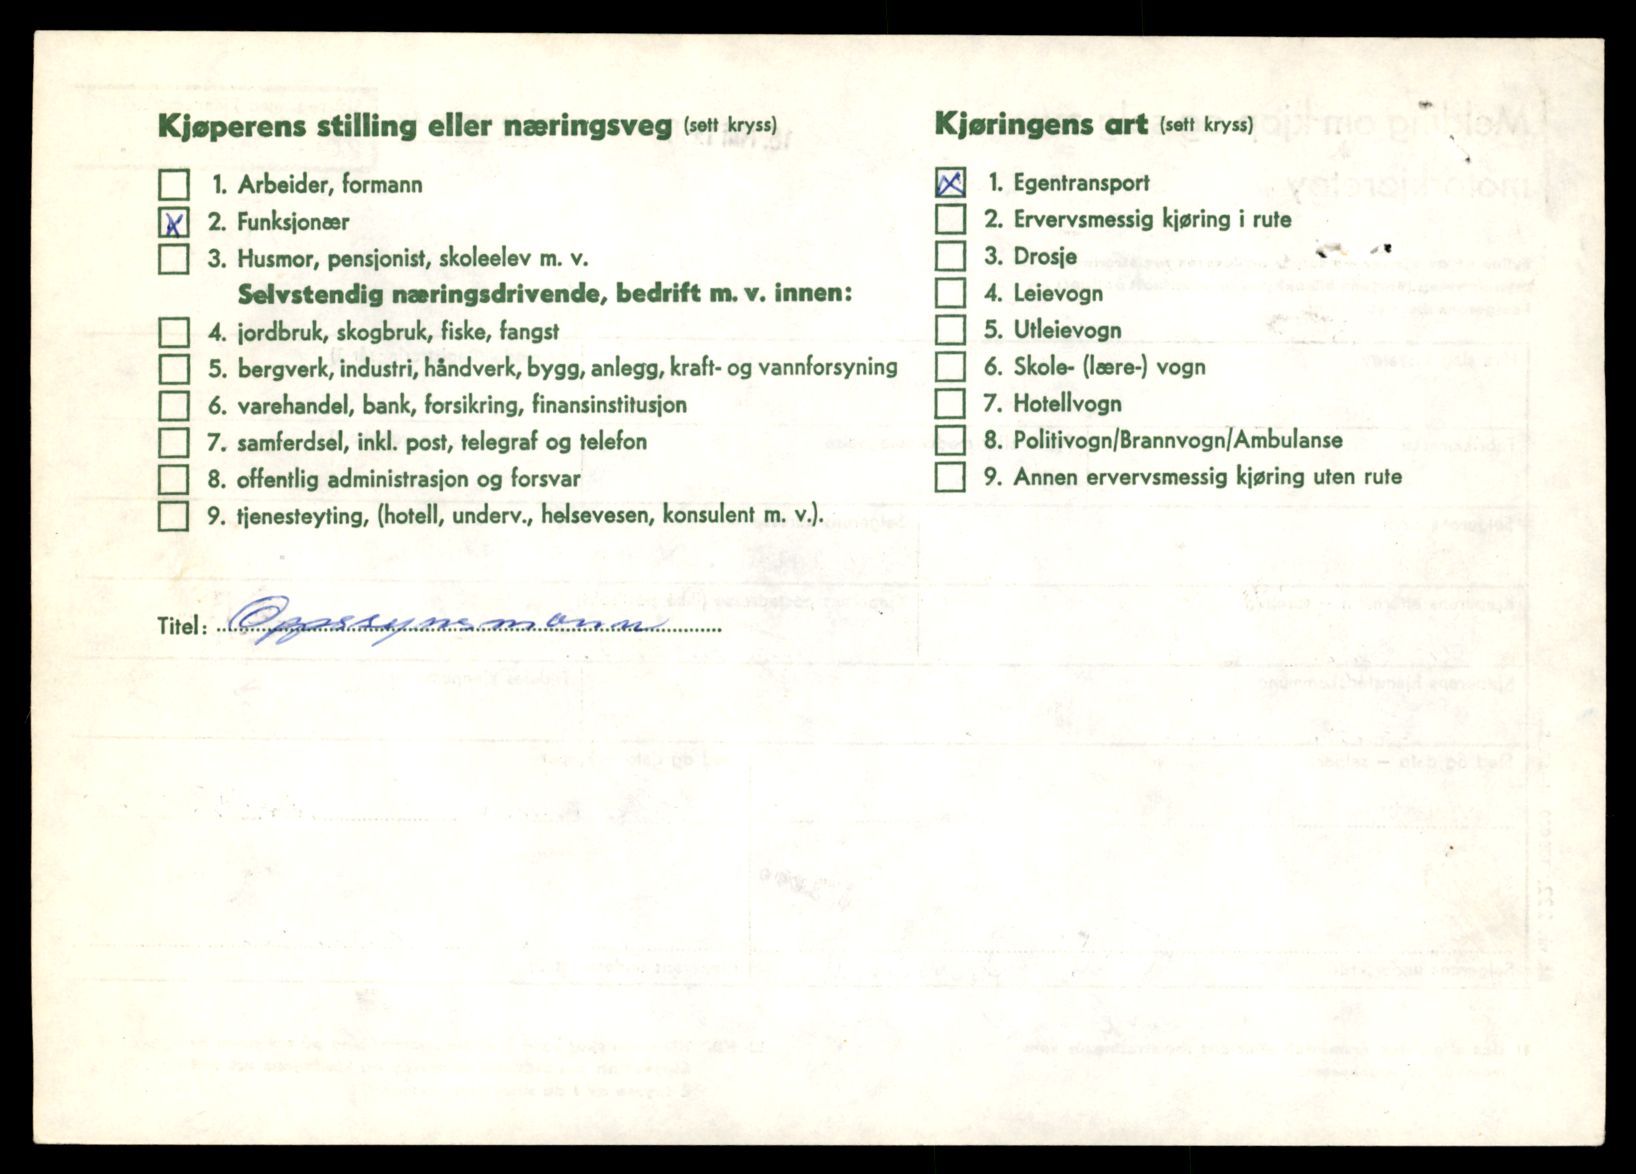 Kjøperens stilling eller næringsveg (sett kryss)
1. Arbeider, formann
2. Funksjonær
3. Husmor, pensjonist, skoleelev m. v.
Selvstendig næringsdrivende, bedrift m. v. innen:
4. jordbruk, skogbruk, fiske, fangst
5. bergverk, industri, håndverk, bygg, anlegg, kraft- og vannforsyning
6. varehandel, bank, forsikring, finansinstitusjon
7. samferdsel, inkl. post, telegraf og telefon
8. offentlig administrasjon og forsvar
9. tjenesteyting, (hotell, underv., helsevesen, konsulent m. v.).
Titel: Oppsynsmann
Kjøringens art (sett kryss)
1. Egentransport
2. Ervervsmessig kjøring i rute
3. Drosje
4. Leievogn
5. Utleievogn
6. Skole- (lære-) vogn
7. Hotellvogn
8. Politivogn/Brannvogn/Ambulanse
9. Annen ervervsmessig kjøring uten rute